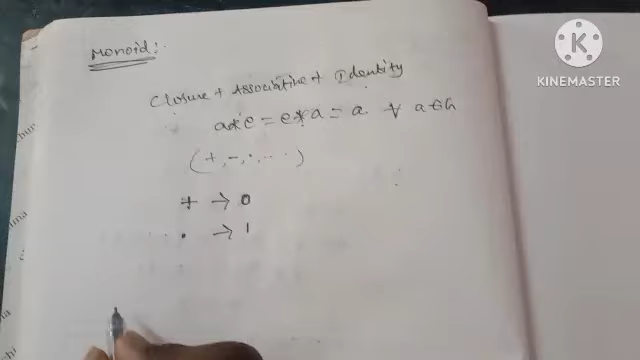 Monoid:
Closure + Associative + Identity
a*e = e*a = a ∀ a∈G
(+, -, ·, ...)
+ → 0
· → 1
K
KINEMASTER